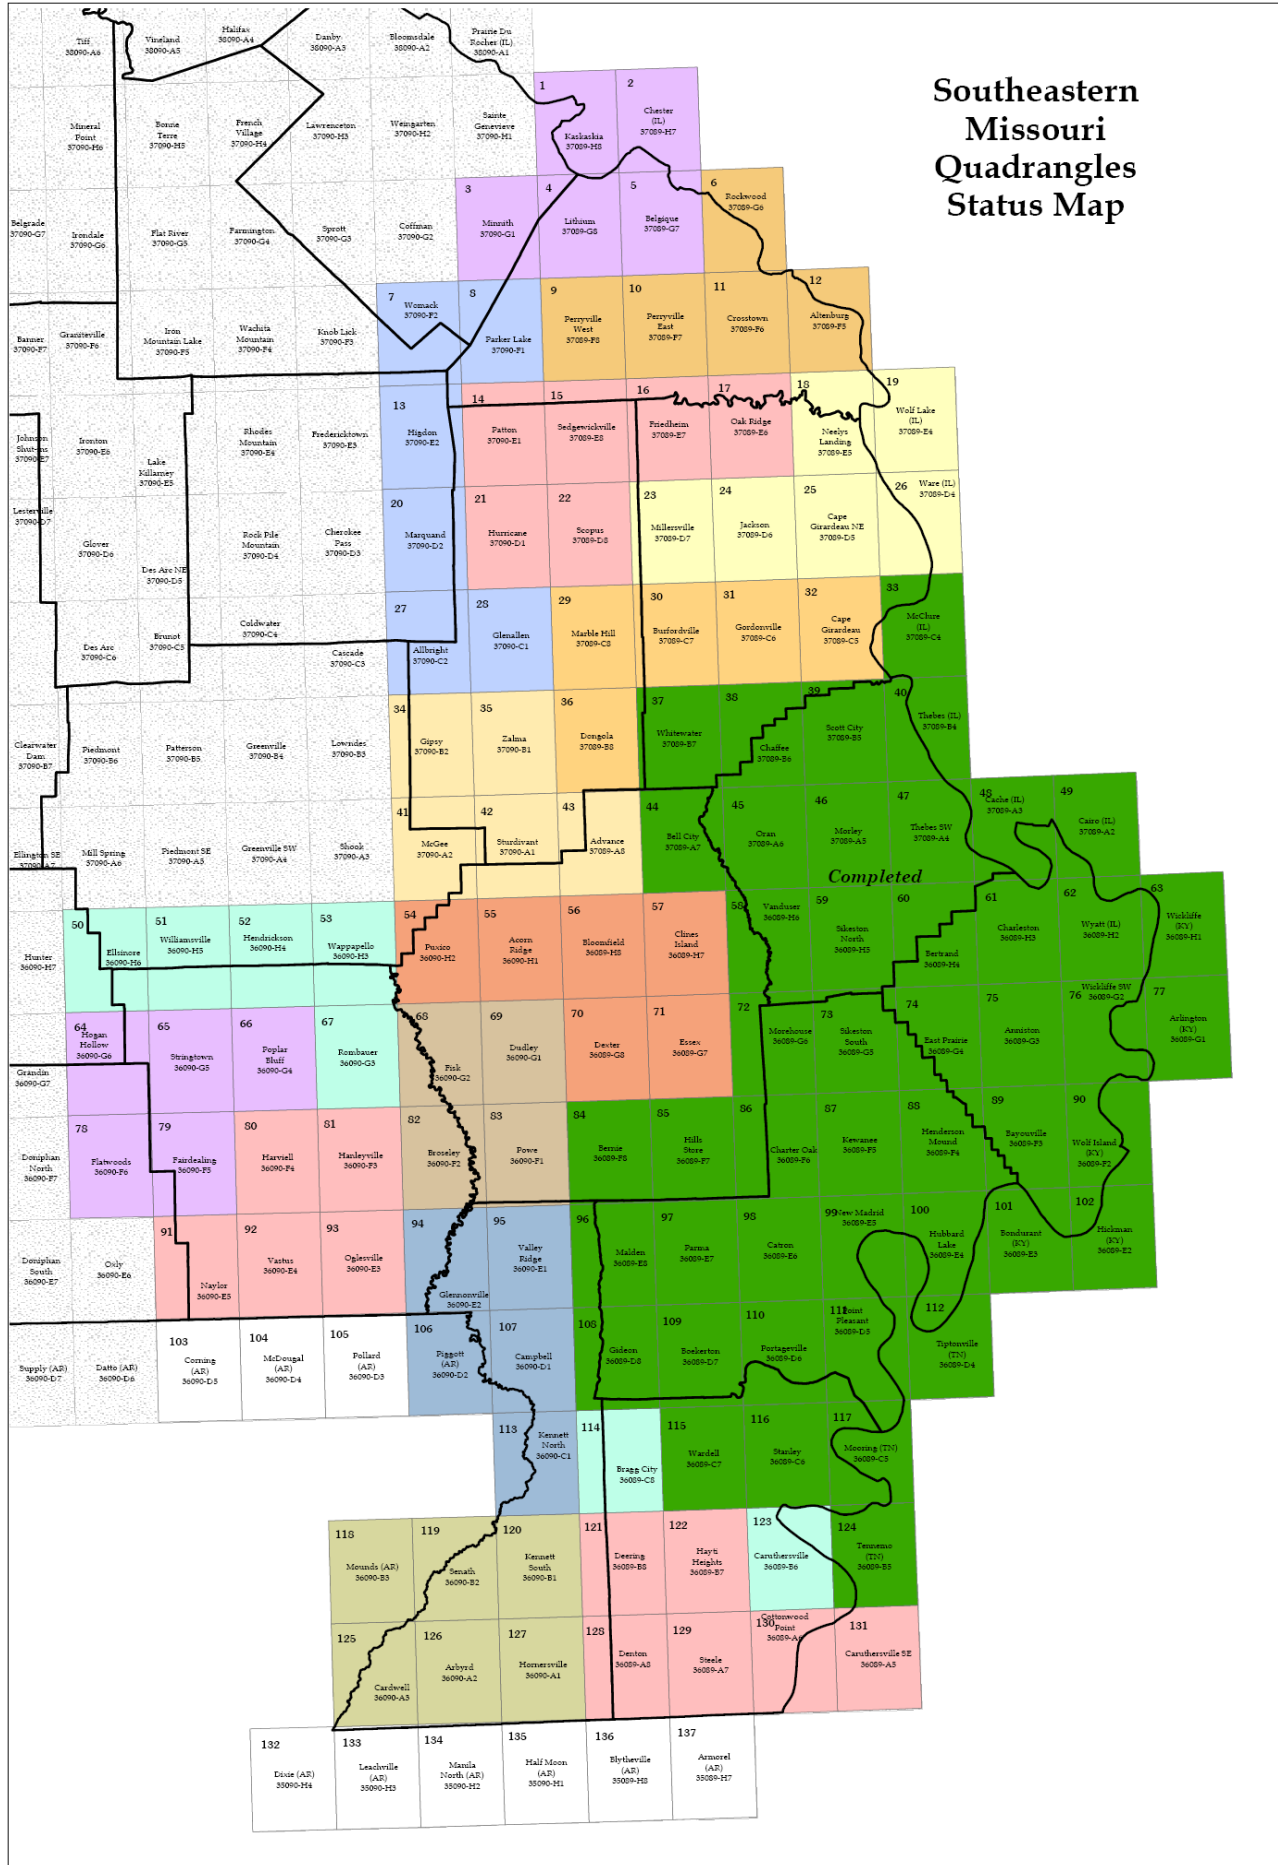 Southeastern
Missouri
Quadrangles
Status Map
Tiff
38090-A6
Vineland
38090-A5
Halifax
38090-A4
Danby
38090-A3
Bloomsdale
38090-A2
Prairie Du
Rocher (IL)
38090-A1
Mineral
Point
37090-H6
Bonne
Terre
37090-H5
French
Village
37090-H4
Lawrenceton
37090-H3
Weingarten
37090-H2
Sainte
Genevieve
37090-H1
1
Kaskaskia
37089-H8
2
Chester
(IL)
37089-H7
Belgrade
37090-G7
Irondale
37090-G6
Flat River
37090-G5
Farmington
37090-G4
Sprott
37090-G3
Coffman
37090-G2
3
Minnith
37090-G1
4
Lithium
37089-G8
5
Belgique
37089-G7
6
Rockwood
37089-G6
Banner
37090-F7
Graniteville
37090-F6
Iron
Mountain Lake
37090-F5
Wachita
Mountain
37090-F4
Knob Lick
37090-F3
7
Womack
37090-F2
8
Parker Lake
37090-F1
9
Perryville
West
37089-F8
10
Perryville
East
37089-F7
11
Crosstown
37089-F6
12
Altenburg
37089-F5
Johnson
Shut-ins
37090-E7
Ironton
37090-E6
Lake
Killarney
37090-E5
Rhodes
Mountain
37090-E4
Fredericktown
37090-E3
13
Higdon
37090-E2
14
Patton
37090-E1
15
Sedgewickville
37089-E8
16
Friedheim
37089-E7
17
Oak Ridge
37089-E6
18
Neelys
Landing
37089-E5
19
Wolf Lake
(IL)
37089-E4
Lesterville
37090-D7
Glover
37090-D6
Des Arc NE
37090-D5
Rock Pile
Mountain
37090-D4
Cherokee
Pass
37090-D3
20
Marquand
37090-D2
21
Hurricane
37090-D1
22
Scopus
37089-D8
23
Millersville
37089-D7
24
Jackson
37089-D6
25
Cape
Girardeau NE
37089-D5
26
Ware (IL)
37089-D4
Des Arc
37090-C6
Brunot
37090-C5
Coldwater
37090-C4
Cascade
37090-C3
27
Allbright
37090-C2
28
Glenallen
37090-C1
29
Marble Hill
37089-C8
30
Burfordville
37089-C7
31
Gordonville
37089-C6
32
Cape
Girardeau
37089-C5
33
McClure
(IL)
37089-C4
Clearwater
Dam
37090-B7
Piedmont
37090-B6
Patterson
37090-B5
Greenville
37090-B4
Lowndes
37090-B3
34
Gipsy
37090-B2
35
Zalma
37090-B1
36
Dongola
37089-B8
37
Whitewater
37089-B7
38
Chaffee
37089-B6
39
Scott City
37089-B5
40
Thebes (IL)
37089-B4
Ellington SE
37090-A7
Mill Spring
37090-A6
Piedmont SE
37090-A5
Greenville SW
37090-A4
Shook
37090-A3
41
McGee
37090-A2
42
Sturdivant
37090-A1
43
Advance
37089-A8
44
Bell City
37089-A7
45
Oran
37089-A6
46
Morley
37089-A5
47
Thebes SW
37089-A4
48
Cache (IL)
37089-A3
49
Cairo (IL)
37089-A2
Completed
Hunter
36090-H7
50
Ellsinore
36090-H6
51
Williamsville
36090-H5
52
Hendrickson
36090-H4
53
Wappapello
36090-H3
54
Puxico
36090-H2
55
Acorn
Ridge
36090-H1
56
Bloomfield
36089-H8
57
Clines
Island
36089-H7
58
Vanduser
36089-H6
59
Sikeston
North
36089-H5
60
Bertrand
36089-H4
61
Charleston
36089-H3
62
Wyatt (IL)
36089-H2
63
Wickliffe
(KY)
36089-H1
Grandin
36090-G7
64
Hogan
Hollow
36090-G6
65
Stringtown
36090-G5
66
Poplar
Bluff
36090-G4
67
Rombauer
36090-G3
68
Fisk
36090-G2
69
Dudley
36090-G1
70
Dexter
36089-G8
71
Essex
36089-G7
72
Morehouse
36089-G6
73
Sikeston
South
36089-G5
74
East Prairie
36089-G4
75
Anniston
36089-G3
76
Wickliffe SW
36089-G2
77
Arlington
(KY)
36089-G1
Doniphan
North
36090-F7
78
Flatwoods
36090-F6
79
Fairdealing
36090-F5
80
Harviell
36090-F4
81
Hanleyville
36090-F3
82
Broseley
36090-F2
83
Powe
36090-F1
84
Bernie
36089-F8
85
Hills
Store
36089-F7
86
Charter Oak
36089-F6
87
Kewanee
36089-F5
88
Henderson
Mound
36089-F4
89
Bayouville
36089-F3
90
Wolf Island
(KY)
36089-F2
Doniphan
South
36090-E7
Oxly
36090-E6
91
Naylor
36090-E5
92
Vastus
36090-E4
93
Oglesville
36090-E3
94
Glennonville
36090-E2
95
Valley
Ridge
36090-E1
96
Malden
36089-E8
97
Parma
36089-E7
98
Catron
36089-E6
99
New Madrid
36089-E5
100
Hubbard
Lake
36089-E4
101
Bondurant
(KY)
36089-E3
102
Hickman
(KY)
36089-E2
Supply (AR)
36090-D7
Datto (AR)
36090-D6
103
Corning
(AR)
36090-D5
104
McDougal
(AR)
36090-D4
105
Pollard
(AR)
36090-D3
106
Piggott
(AR)
36090-D2
107
Campbell
36090-D1
108
Gideon
36089-D8
109
Boekerton
36089-D7
110
Portageville
36089-D6
111
Point
Pleasant
36089-D5
112
Tiptonville
(TN)
36089-D4
113
Kennett
North
36090-C1
114
Bragg City
36089-C8
115
Wardell
36089-C7
116
Stanley
36089-C6
117
Mooring (TN)
36089-C5
118
Mounds (AR)
36090-B3
119
Senath
36090-B2
120
Kennett
South
36090-B1
121
Deering
36089-B8
122
Hayti
Heights
36089-B7
123
Caruthersville
36089-B6
124
Tennemo
(TN)
36089-B5
125
Cardwell
36090-A3
126
Arbyrd
36090-A2
127
Hornersville
36090-A1
128
Denton
36089-A8
129
Steele
36089-A7
130
Cottonwood
Point
36089-A6
131
Caruthersville SE
36089-A5
132
Dixie (AR)
35090-H4
133
Leachville
(AR)
35090-H3
134
Manila
North (AR)
35090-H2
135
Half Moon
(AR)
35090-H1
136
Blytheville
(AR)
35089-H8
137
Armorel
(AR)
35089-H7